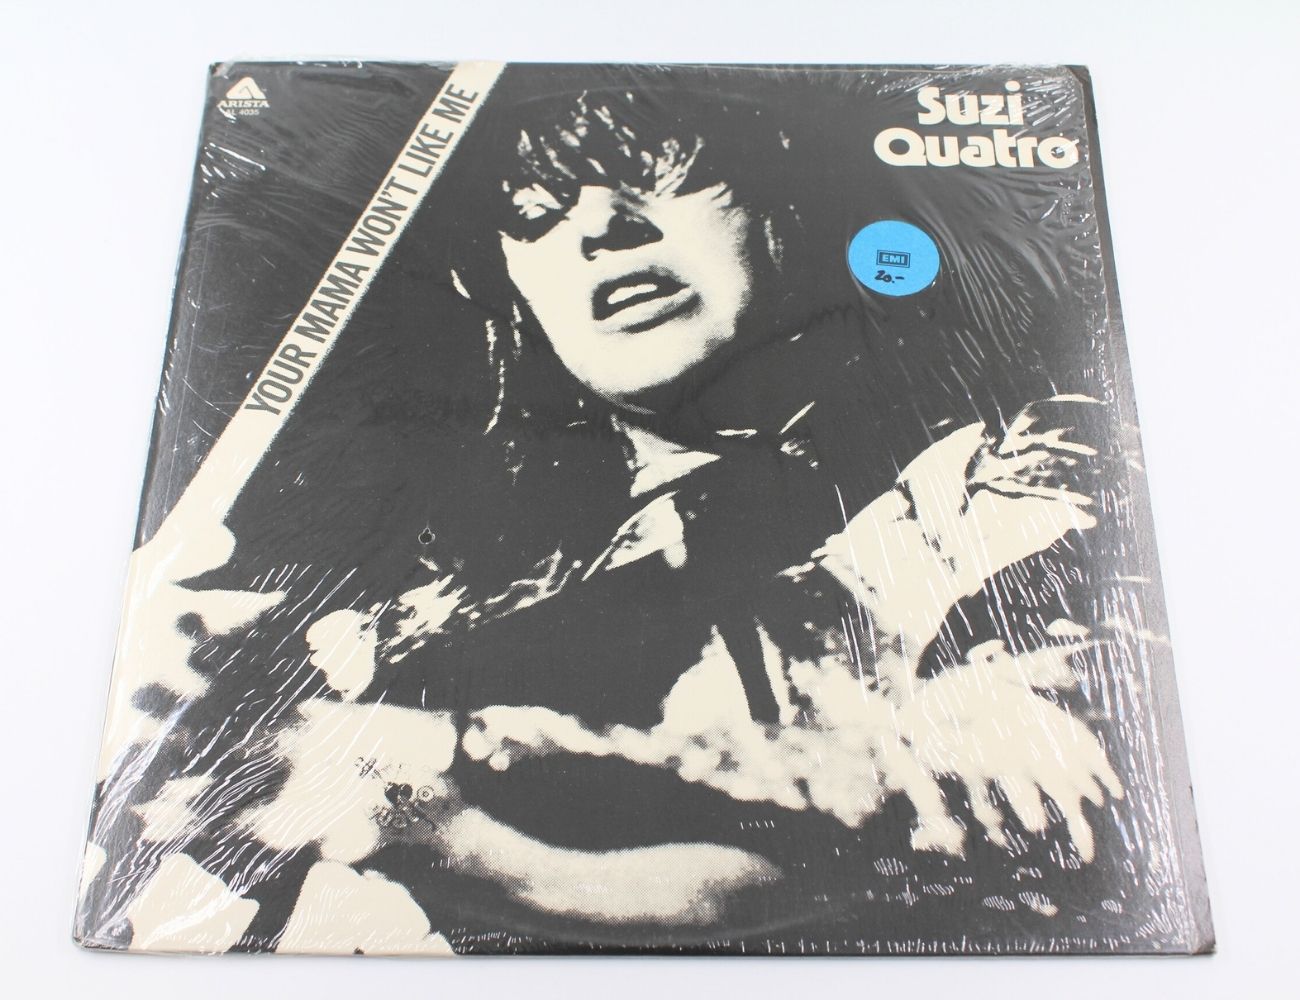 ARISTA
AL 4035
YOUR MAMA WON'T LIKE ME
Suzi
Quatro
EMI
20.-